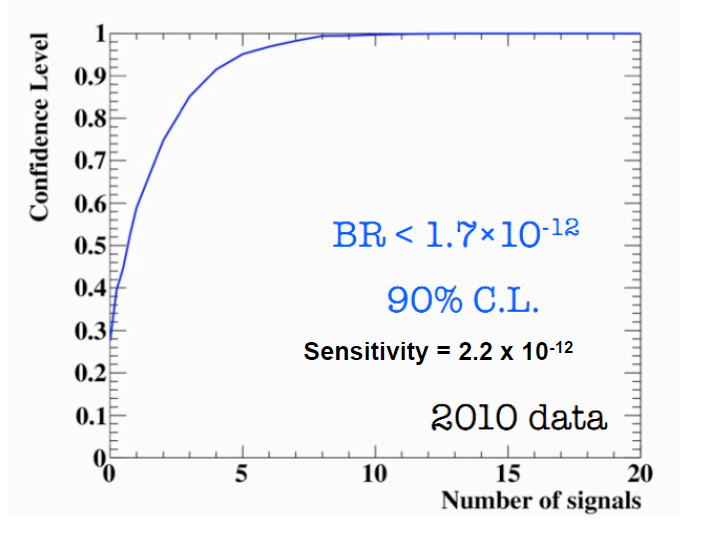 Confidence Level
1
0.9
0.8
0.7
0.6
0.5
0.4
0.3
0.2
0.1
0
BR < 1.7×10-12
90% C.L.
Sensitivity = 2.2 x 10-12
2010 data
0 5 10 15 20
Number of signals